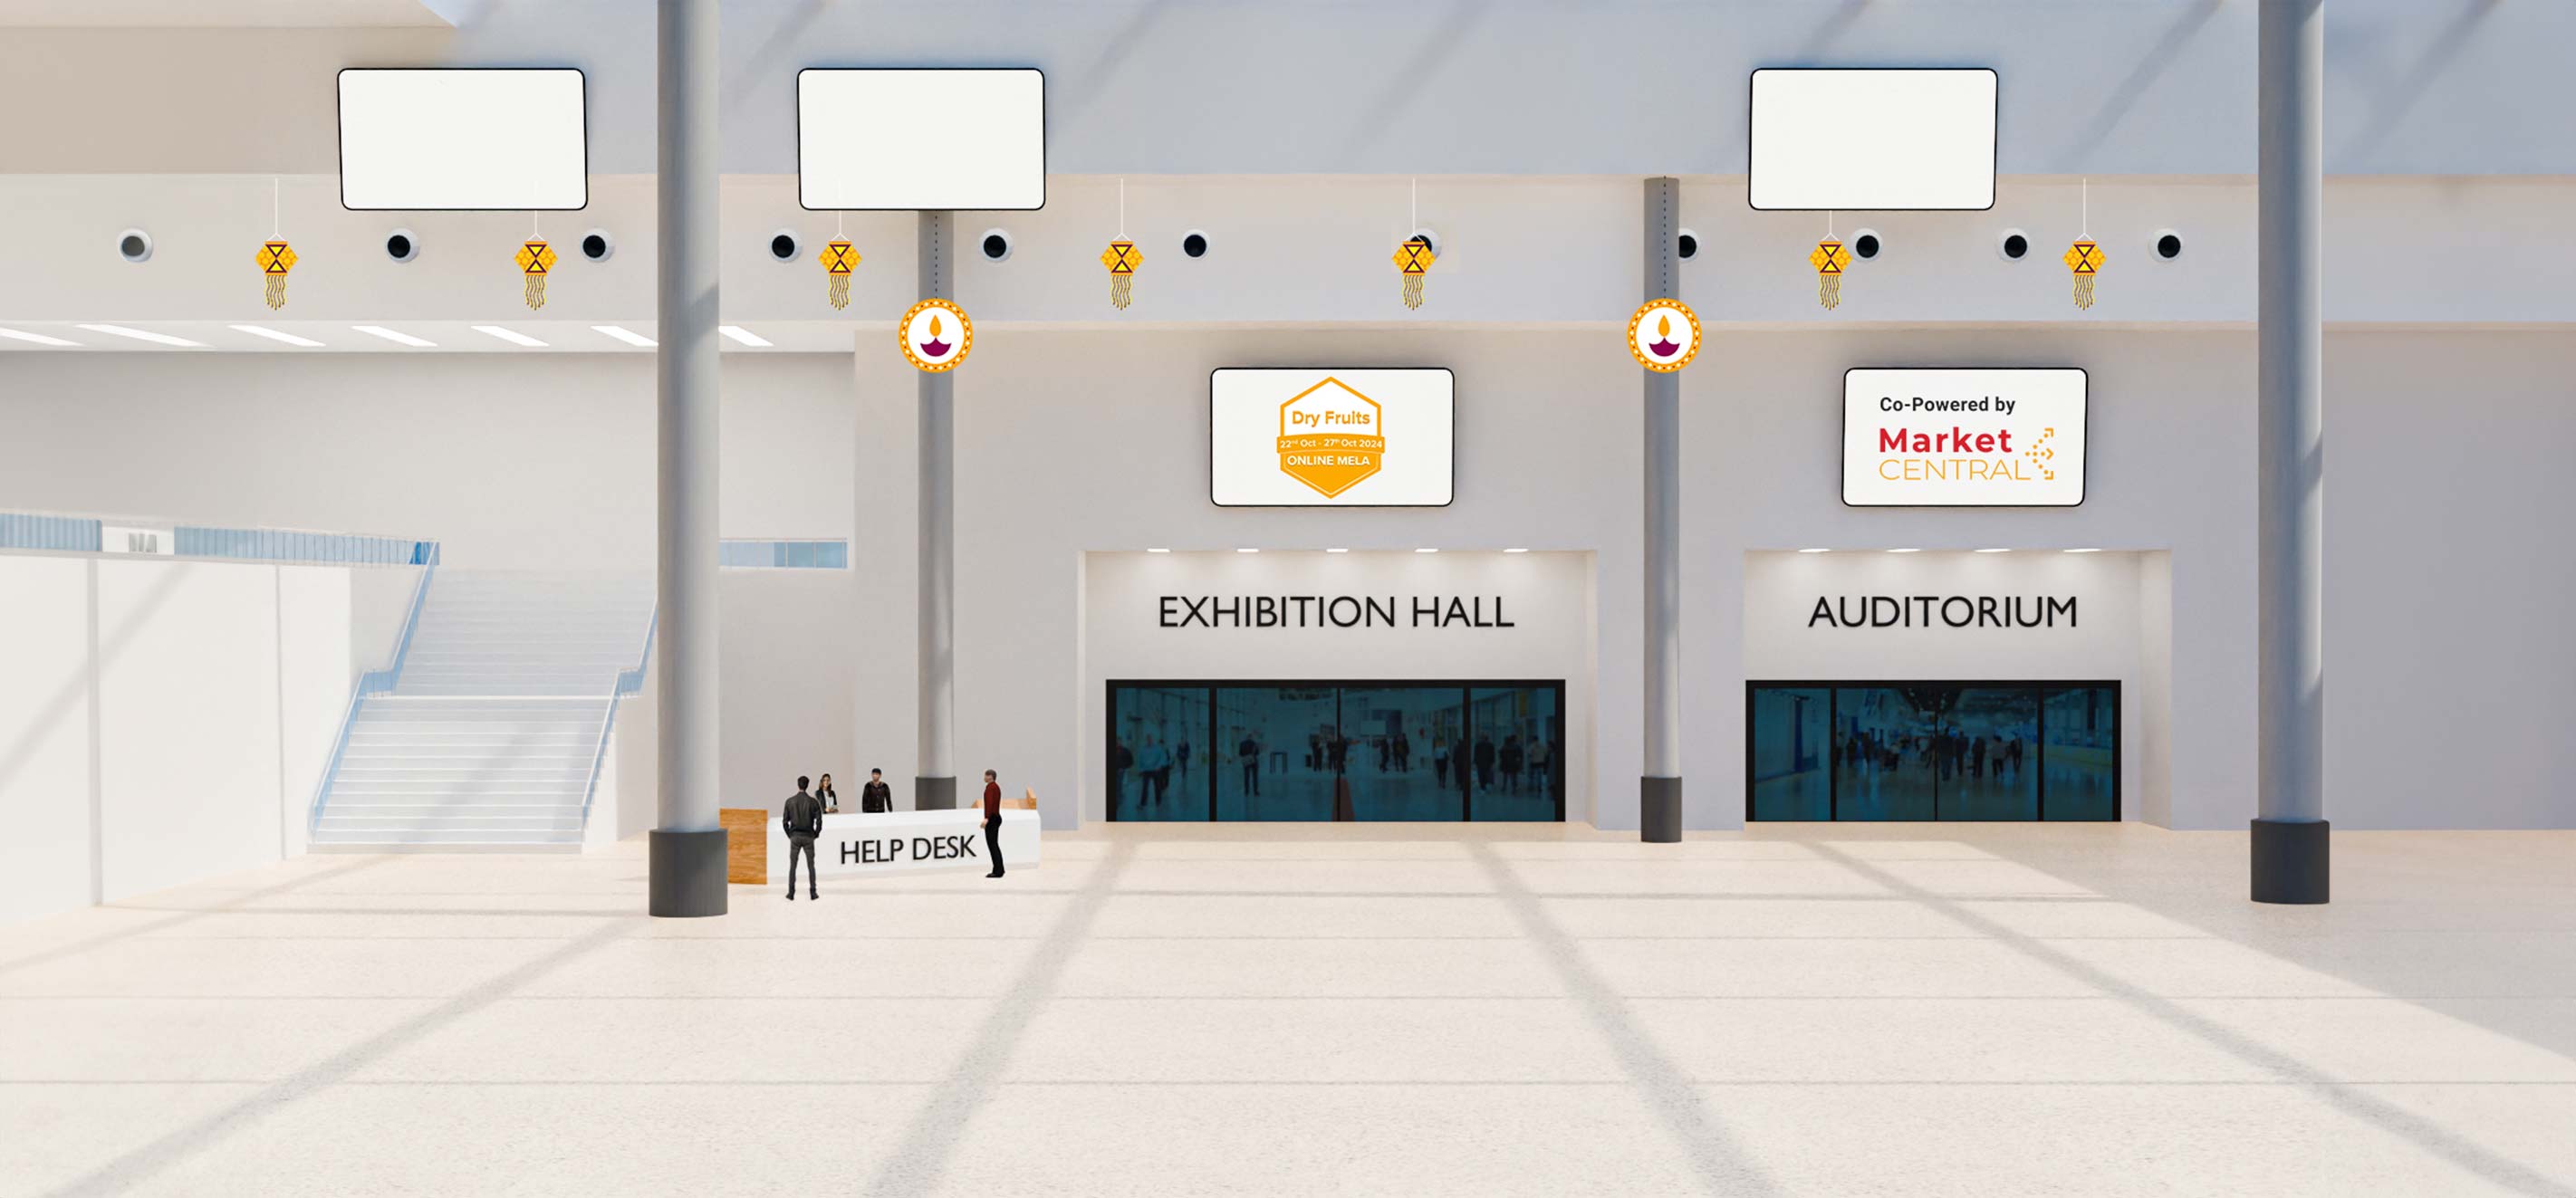 Dry Fruits
22nd Oct - 27th Oct 2024
ONLINE MELA
Co-Powered by
Market
CENTRAL
EXHIBITION HALL
AUDITORIUM
HELP DESK